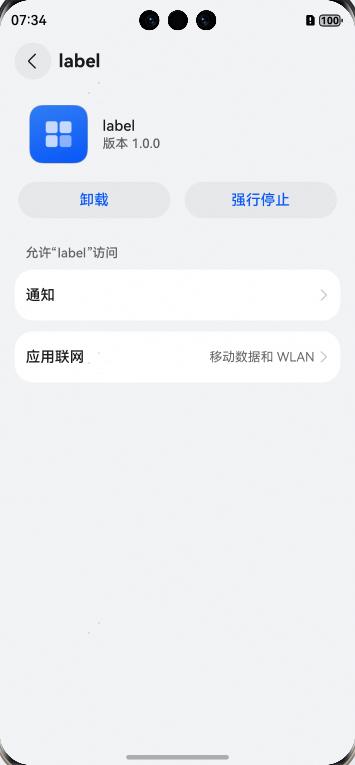 07:34
100
label
label
版本 1.0.0
卸载
强行停止
允许“label”访问
通知
应用联网
移动数据和 WLAN